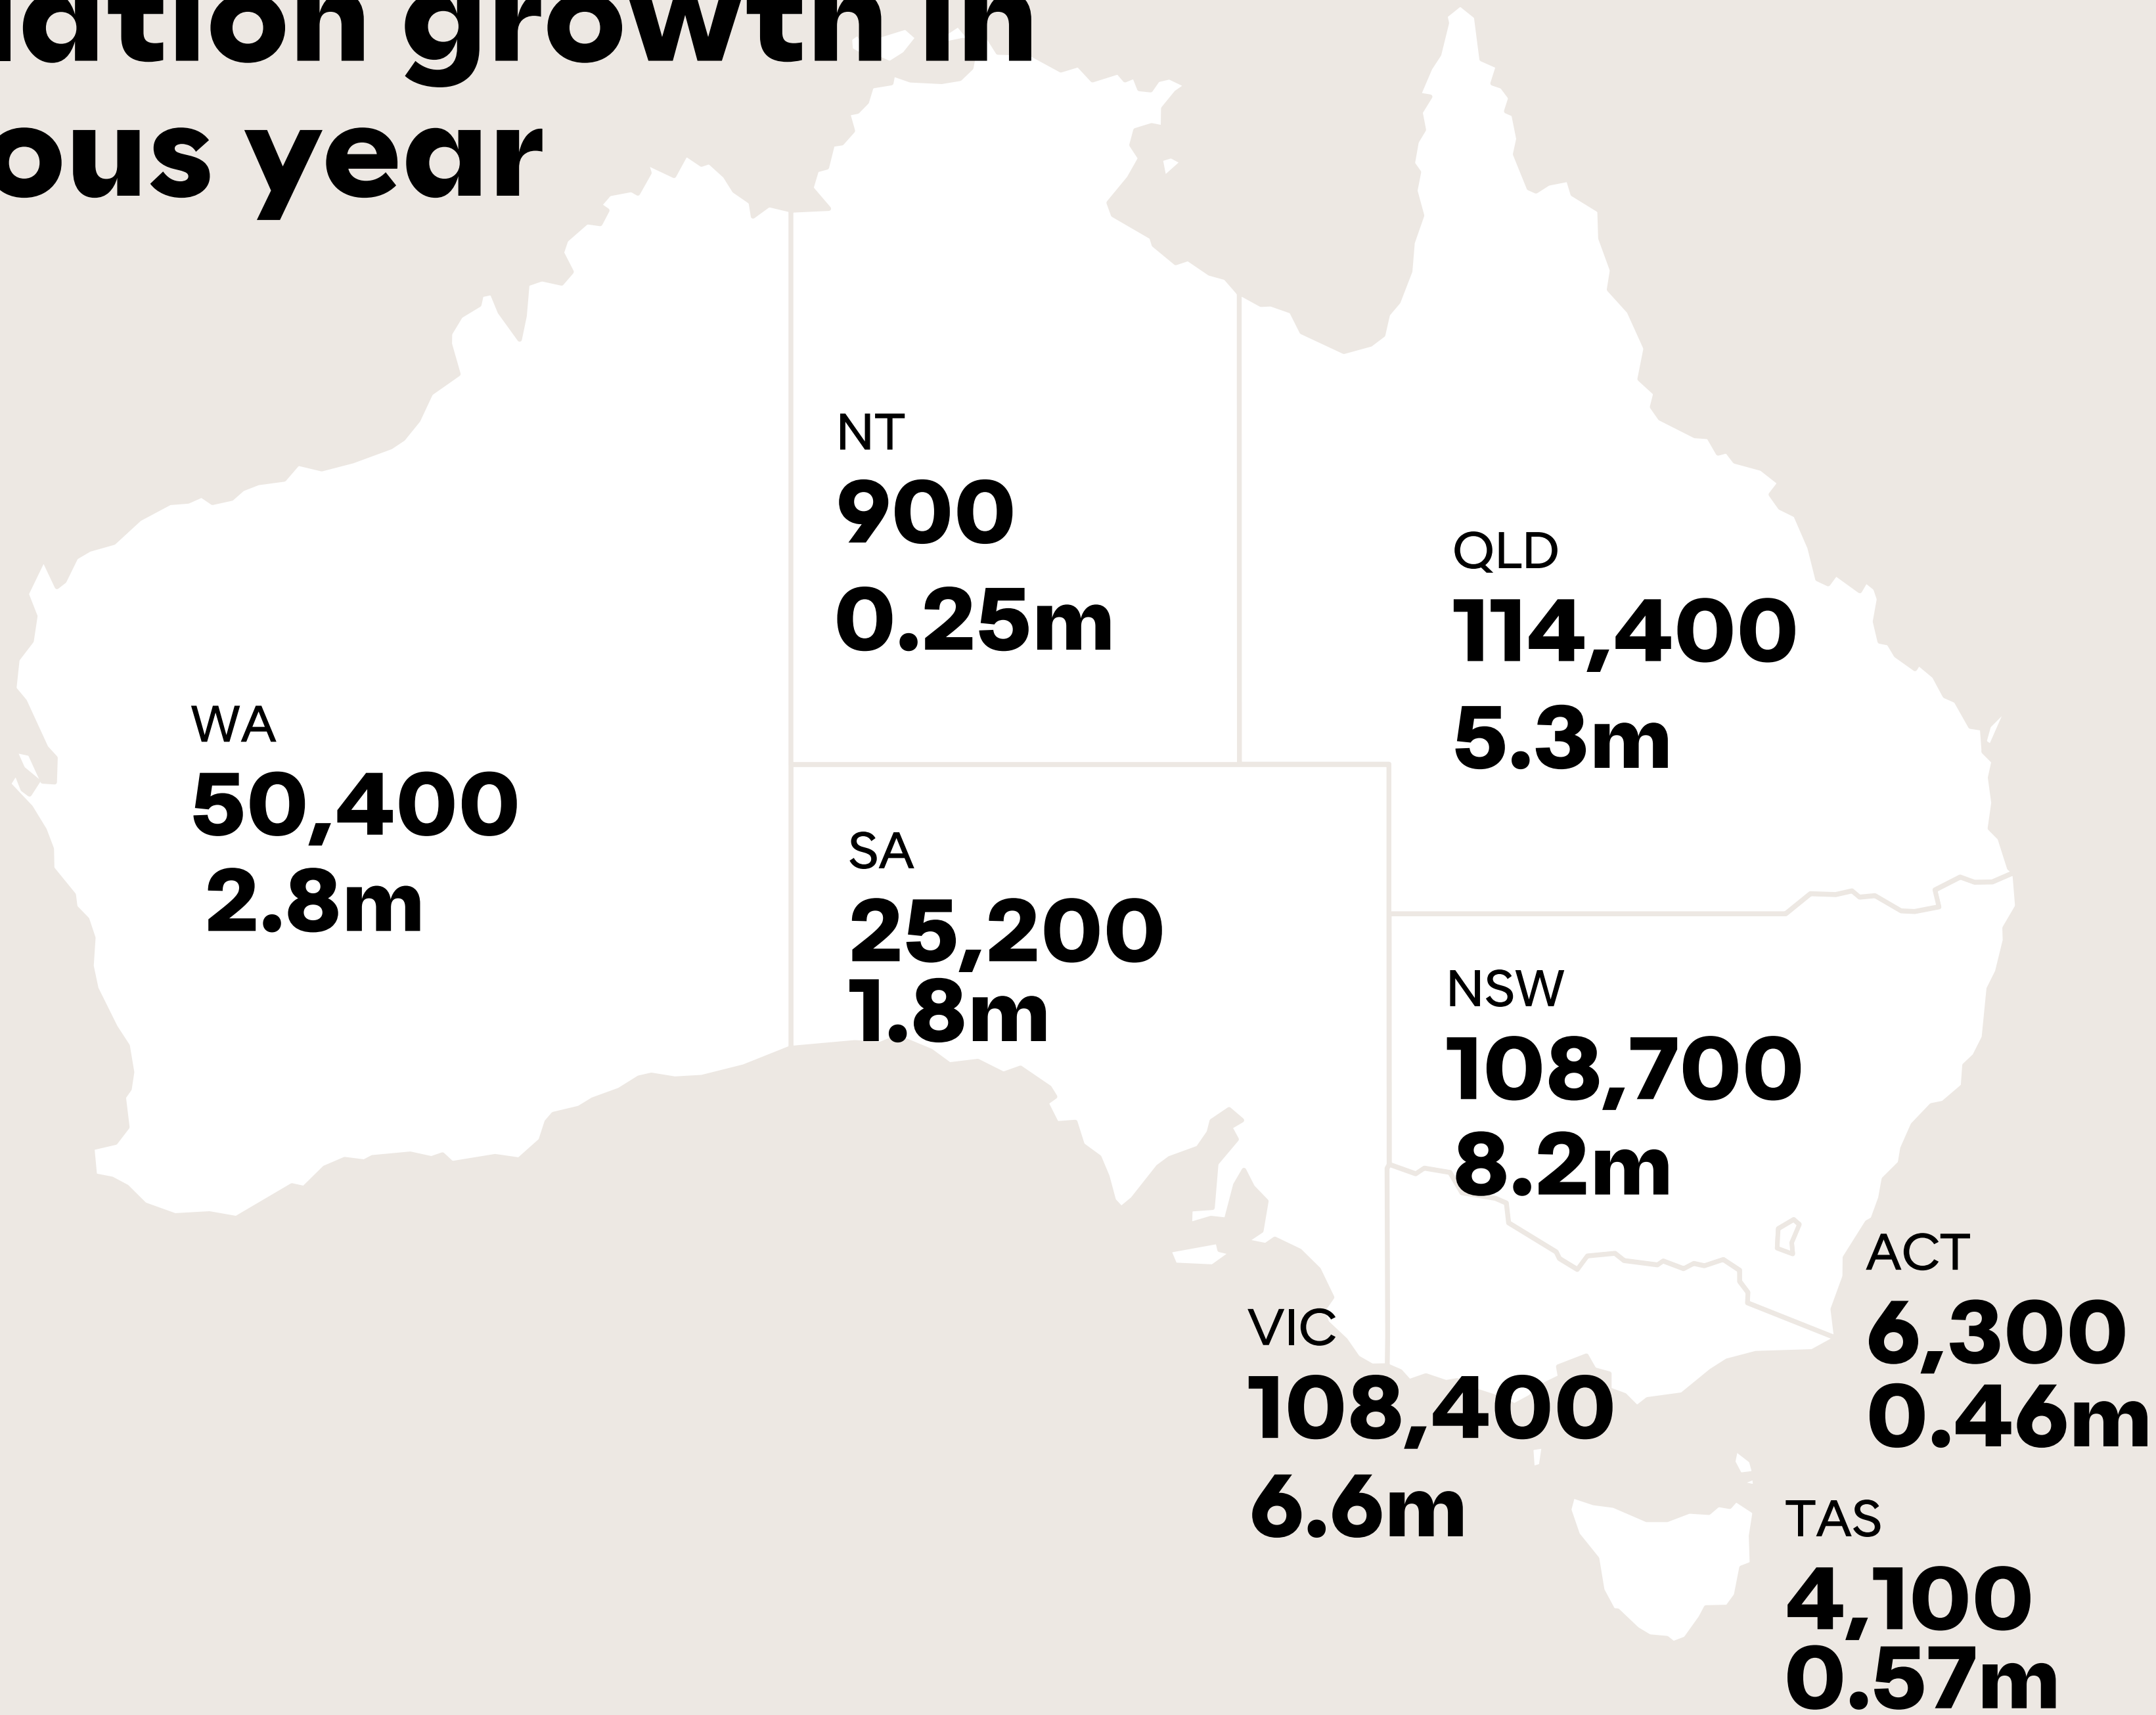 growth in
year
NT
900
0.25m
QLD
114,400
5.3m
WA
50,400
2.8m
SA
25,200
1.8m
NSW
108,700
8.2m
ACT
6,300
0.46m
VIC
108,400
6.6m
TAS
4,100
0.57m